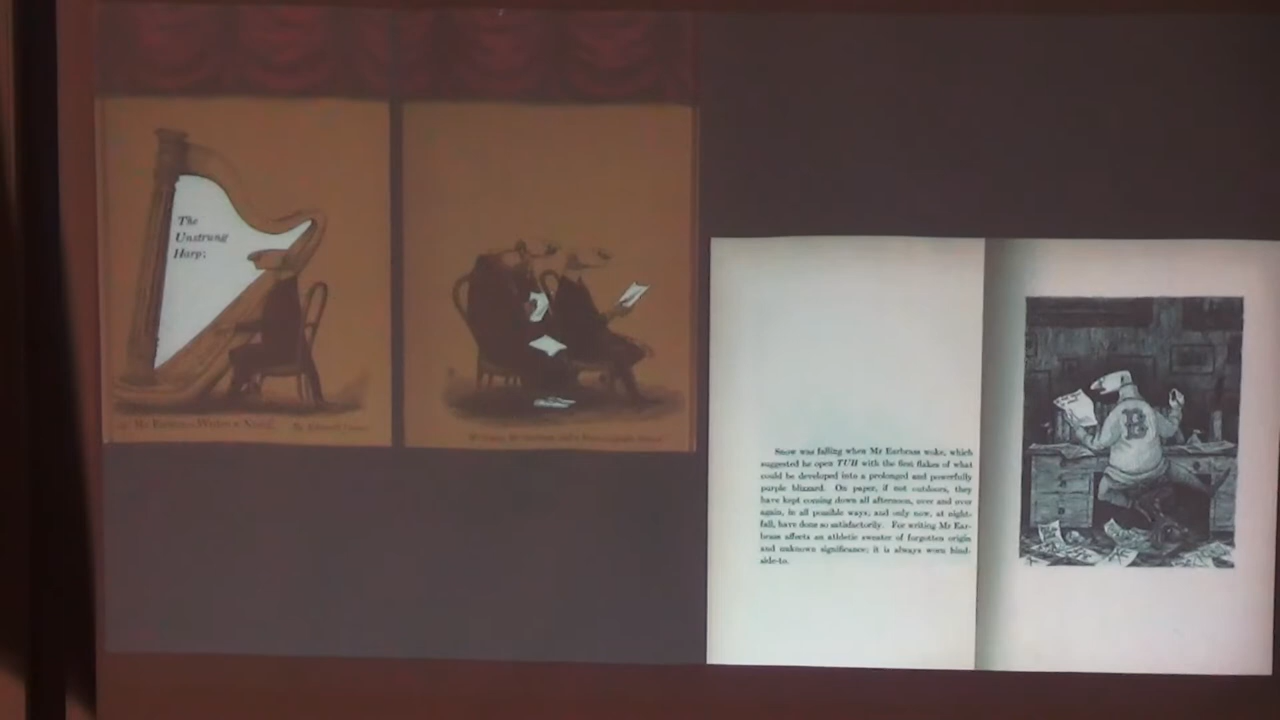 The
Unstrung
Harp;
Mr Earbrass Writes a Novel.
By Edward Gorey
Snow was falling when Mr Earbrass woke, which
suggested he open TUH with the first flakes of what
could be developed into a prolonged and powerfully
purple blizzard. On paper, if not outdoors, they
have kept coming down all afternoon, over and over
again, in all possible ways; and only now, at night-
fall, have done so satisfactorily. For writing Mr Ear-
brass affects an athletic sweater of forgotten origin
and unknown significance; it is always worn hind-
side-to.
B